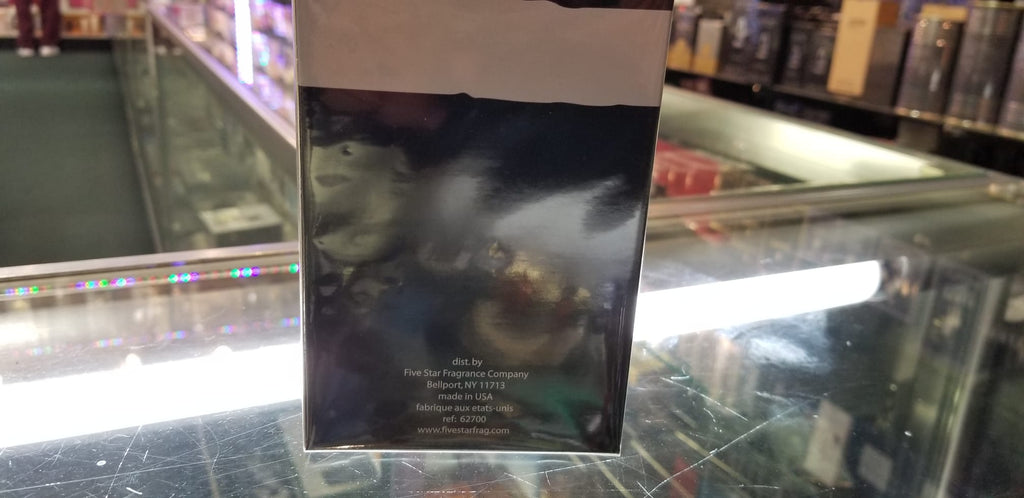 dist. by
Five Star Fragrance Company
Bellport, NY 11713
made in USA
fabrique aux etats-unis
ref: 62700
www.fivestarfrag.com